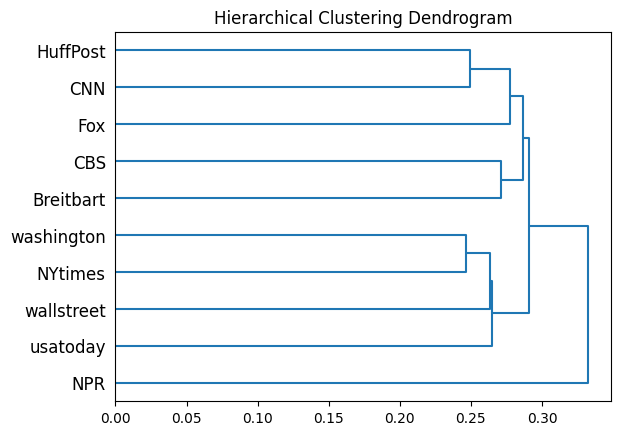 Hierarchical Clustering Dendrogram
HuffPost
CNN
Fox
CBS
Breitbart
washington
NYtimes
wallstreet
usatoday
NPR
0.00 0.05 0.10 0.15 0.20 0.25 0.30